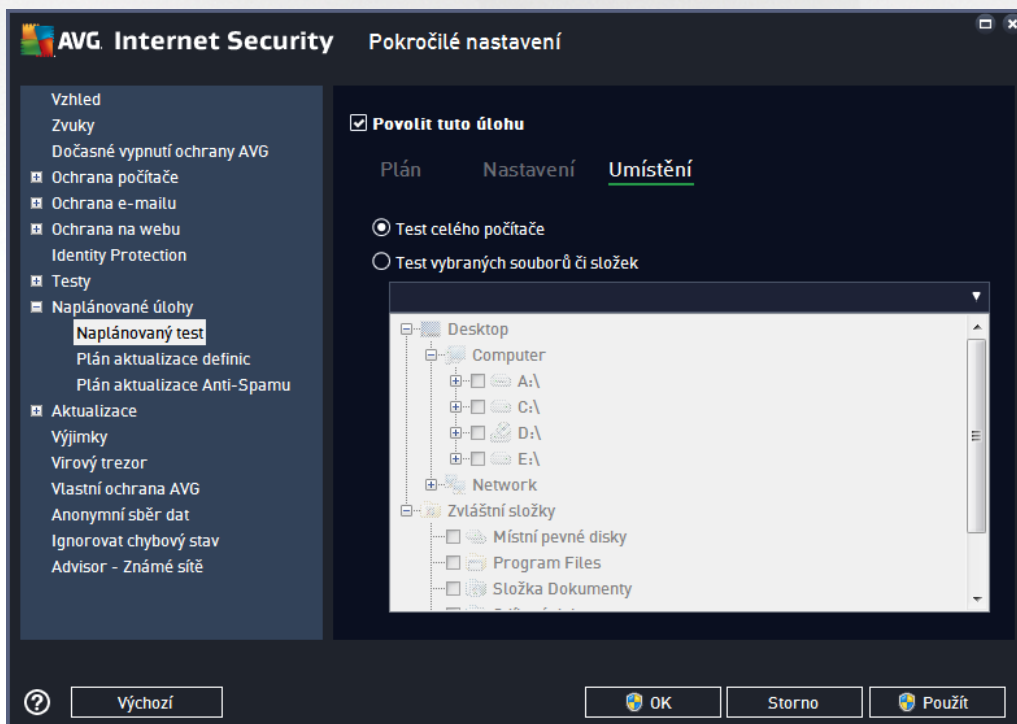 AVG. Internet Security Pokročilé nastavení
Vzhled
Zvuky
Dočasné vypnutí ochrany AVG
Ochrana počítače
Ochrana e-mailu
Ochrana na webu
Identity Protection
Testy
Naplánované úlohy
Naplánovaný test
Plán aktualizace definic
Plán aktualizace Anti-Spamu
Aktualizace
Výjimky
Virový trezor
Vlastní ochrana AVG
Anonymní sběr dat
Ignorovat chybový stav
Advisor - Známé sítě
Povolit tuto úlohu
Plán Nastavení Umístění
Test celého počítače
Test vybraných souborů či složek
Desktop
Computer
A:\
C:\
D:\
E:\
Network
Zvláštní složky
Místní pevné disky
Program Files
Složka Dokumenty
? Výchozí OK Storno Použít